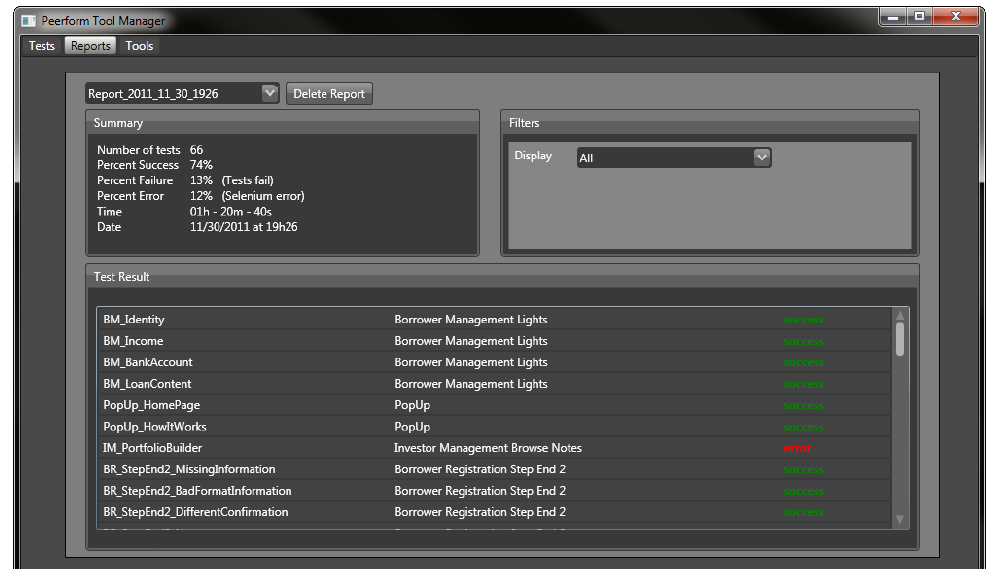 Peerform Tool Manager
Tests Reports Tools
Report_2011_11_30_1926 Delete Report
Summary
Number of tests 66
Percent Success 74%
Percent Failure 13% (Tests fail)
Percent Error 12% (Selenium error)
Time 01h - 20m - 40s
Date 11/30/2011 at 19h26
Filters
Display All
Test Result
BM_Identity Borrower Management Lights success
BM_Income Borrower Management Lights success
BM_BankAccount Borrower Management Lights success
BM_LoanContent Borrower Management Lights success
PopUp_HomePage PopUp success
PopUp_HowItWorks PopUp success
IM_PortfolioBuilder Investor Management Browse Notes error
BR_StepEnd2_MissingInformation Borrower Registration Step End 2 success
BR_StepEnd2_BadFormatInformation Borrower Registration Step End 2 success
BR_StepEnd2_DifferentConfirmation Borrower Registration Step End 2 success